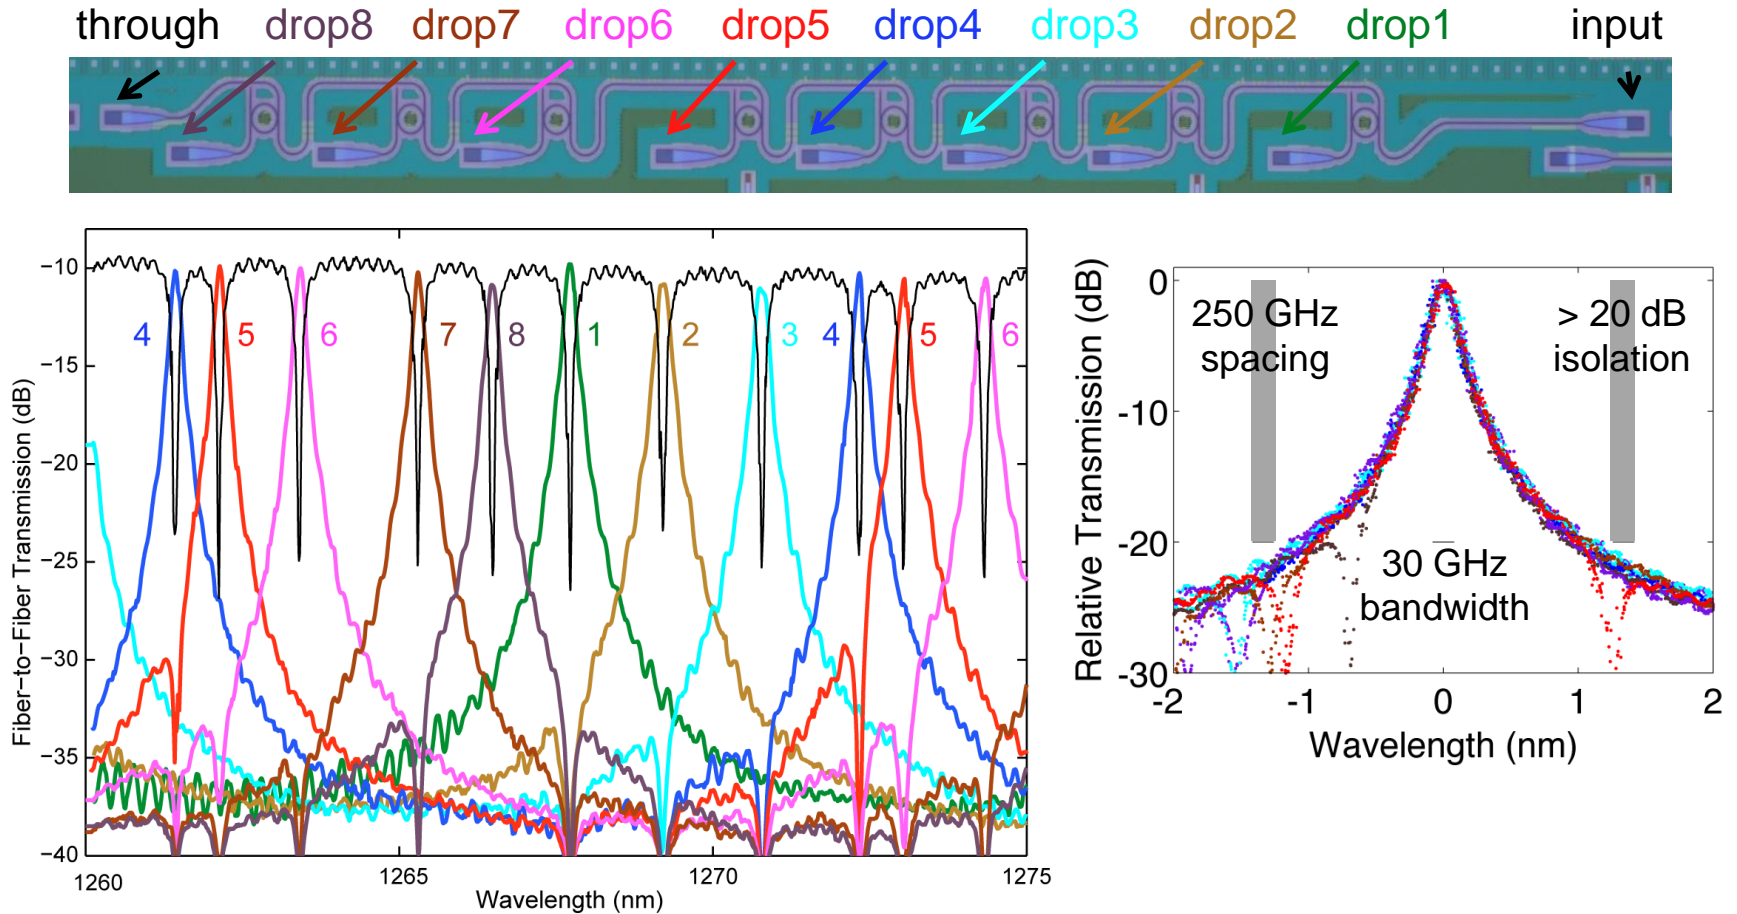 through drop8 drop7 drop6 drop5 drop4 drop3 drop2 drop1 input
Fiber−to−Fiber Transmission (dB)
−10
−15
−20
−25
−30
−35
−40
4 5 6 7 8 1 2 3 4 5 6
1260 1265 1270 1275
Wavelength (nm)
Relative Transmission (dB)
0
-10
-20
-30
250 GHz
spacing
> 20 dB
isolation
30 GHz
bandwidth
-2 -1 0 1 2
Wavelength (nm)